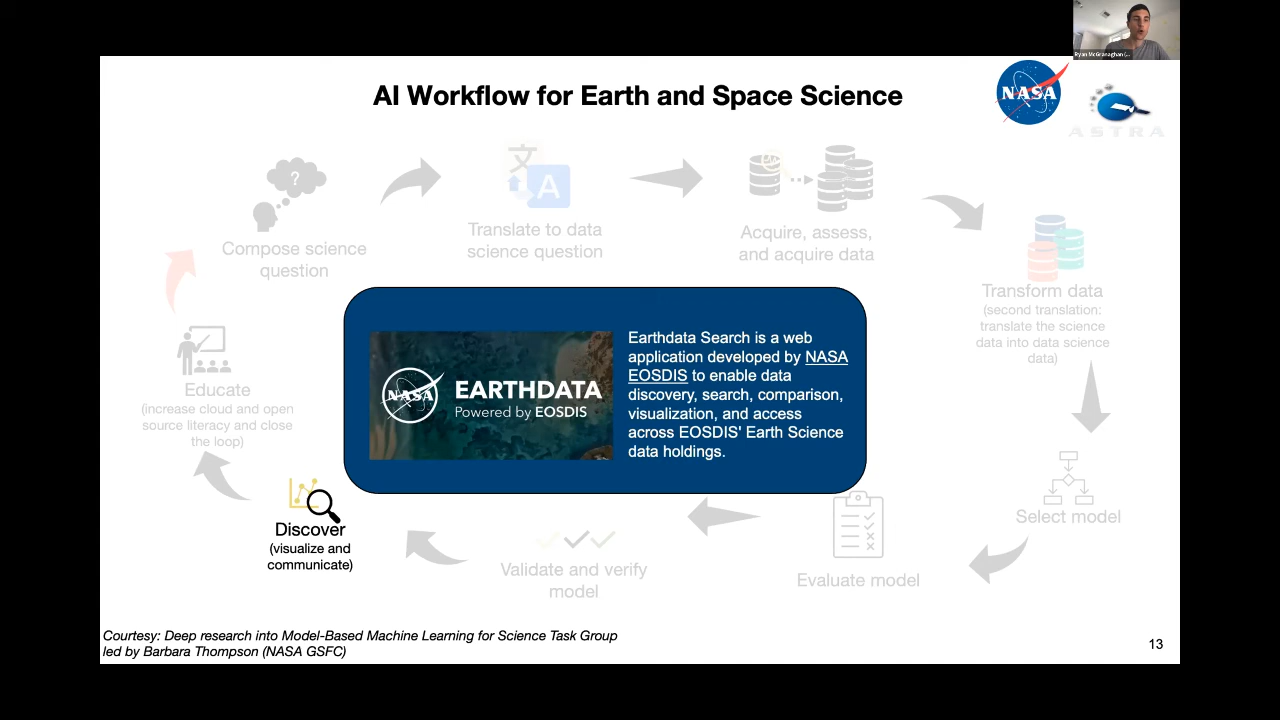 Ryan McGranaghan (...
AI Workflow for Earth and Space Science
NASA
ASTRA
?
文
A
Compose science
question
Translate to data
science question
Acquire, assess,
and acquire data
Transform data
(second translation:
translate the science
data into data science
data)
Select model
Evaluate model
Validate and verify
model
Discover
(visualize and
communicate)
Educate
(increase cloud and open
source literacy and close
the loop)
NASA
EARTHDATA
Powered by EOSDIS
Earthdata Search is a web
application developed by NASA
EOSDIS to enable data
discovery, search, comparison,
visualization, and access
across EOSDIS' Earth Science
data holdings.
Courtesy: Deep research into Model-Based Machine Learning for Science Task Group
led by Barbara Thompson (NASA GSFC)
13